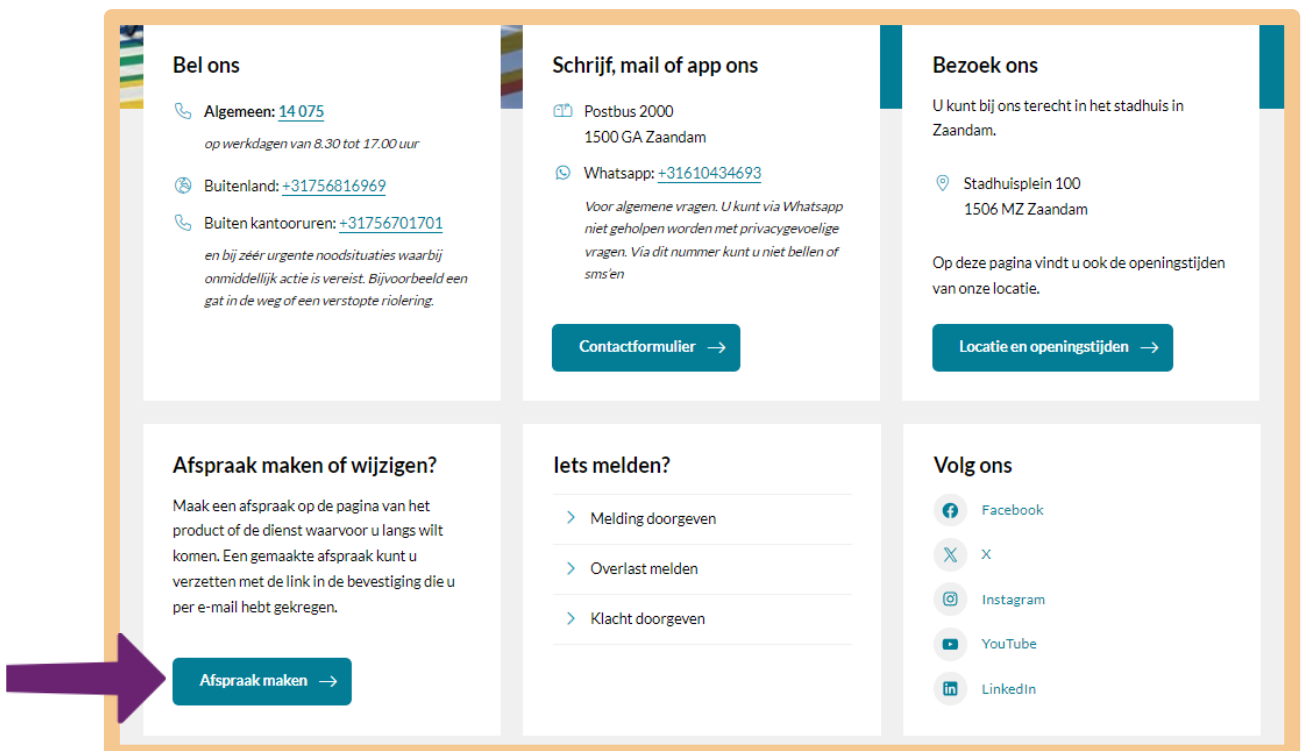 Bel ons
Algemeen: 14 075
op werkdagen van 8.30 tot 17.00 uur
Buitenland: +31756816969
Buiten kantooruren: +31756701701
en bij zéér urgente noodsituaties waarbij
onmiddellijk actie is vereist. Bijvoorbeeld een
gat in de weg of een verstopte riolering.
Schrijf, mail of app ons
Postbus 2000
1500 GA Zaandam
Whatsapp: +31610434693
Voor algemene vragen. U kunt via Whatsapp
niet geholpen worden met privacygevoelige
vragen. Via dit nummer kunt u niet bellen of
sms'en
Contactformulier
Bezoek ons
U kunt bij ons terecht in het stadhuis in
Zaandam.
Stadhuisplein 100
1506 MZ Zaandam
Op deze pagina vindt u ook de openingstijden
van onze locatie.
Locatie en openingstijden
Afspraak maken of wijzigen?
Maak een afspraak op de pagina van het
product of de dienst waarvoor u langs wilt
komen. Een gemaakte afspraak kunt u
verzetten met de link in de bevestiging die u
per e-mail hebt gekregen.
Afspraak maken
Iets melden?
Melding doorgeven
Overlast melden
Klacht doorgeven
Volg ons
Facebook
X
Instagram
YouTube
LinkedIn